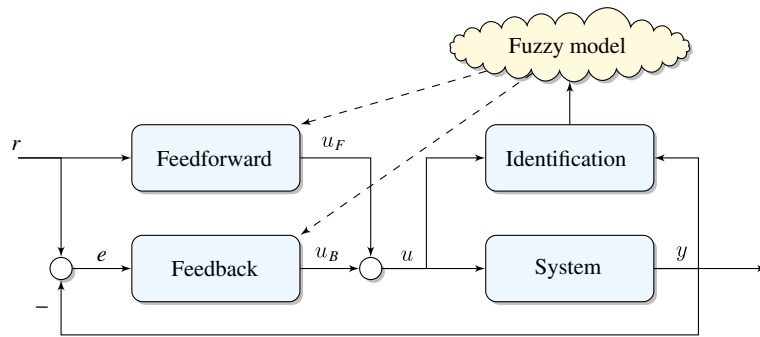 Fuzzy model
r
Feedforward
u_F
Identification
e
Feedback
u_B
u
System
y
−